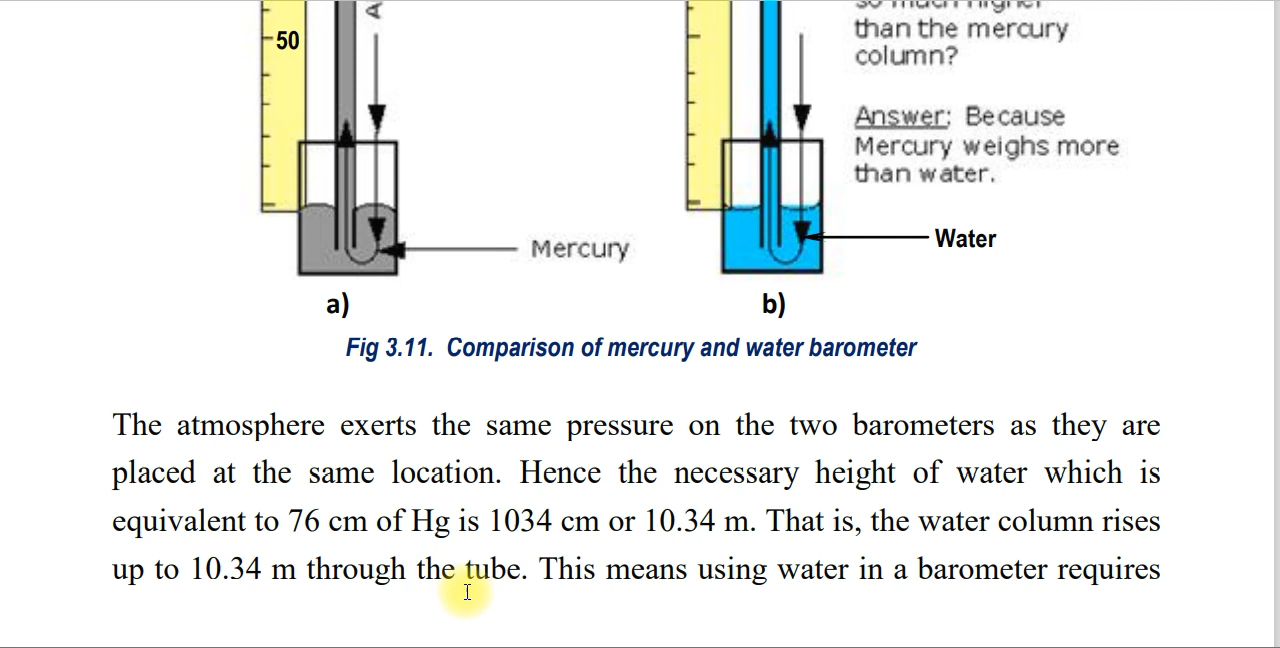 50
A
so much higher
than the mercury
column?
Answer: Because
Mercury weighs more
than water.
Mercury
Water
a)
b)
Fig 3.11. Comparison of mercury and water barometer
The atmosphere exerts the same pressure on the two barometers as they are
placed at the same location. Hence the necessary height of water which is
equivalent to 76 cm of Hg is 1034 cm or 10.34 m. That is, the water column rises
up to 10.34 m through the tube. This means using water in a barometer requires